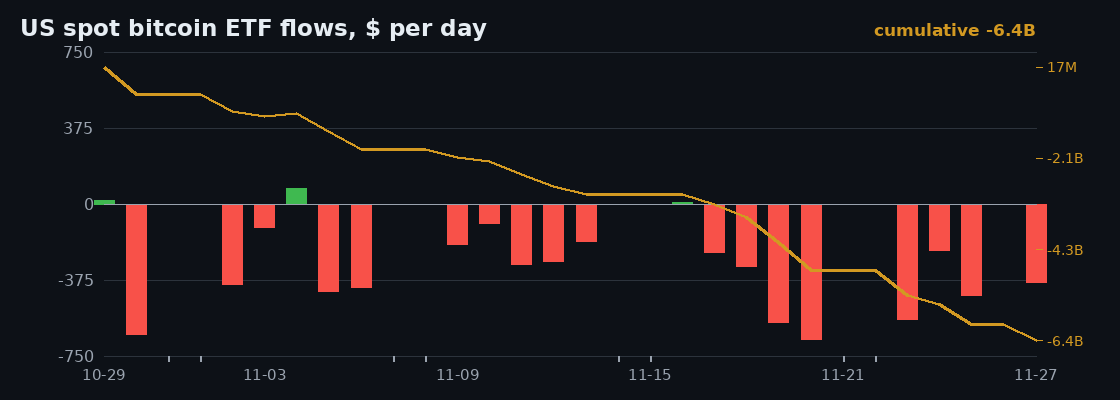 US spot bitcoin ETF flows, $ per day
cumulative -6.4B
750
375
0
-375
-750
17M
-2.1B
-4.3B
-6.4B
10-29
11-03
11-09
11-15
11-21
11-27